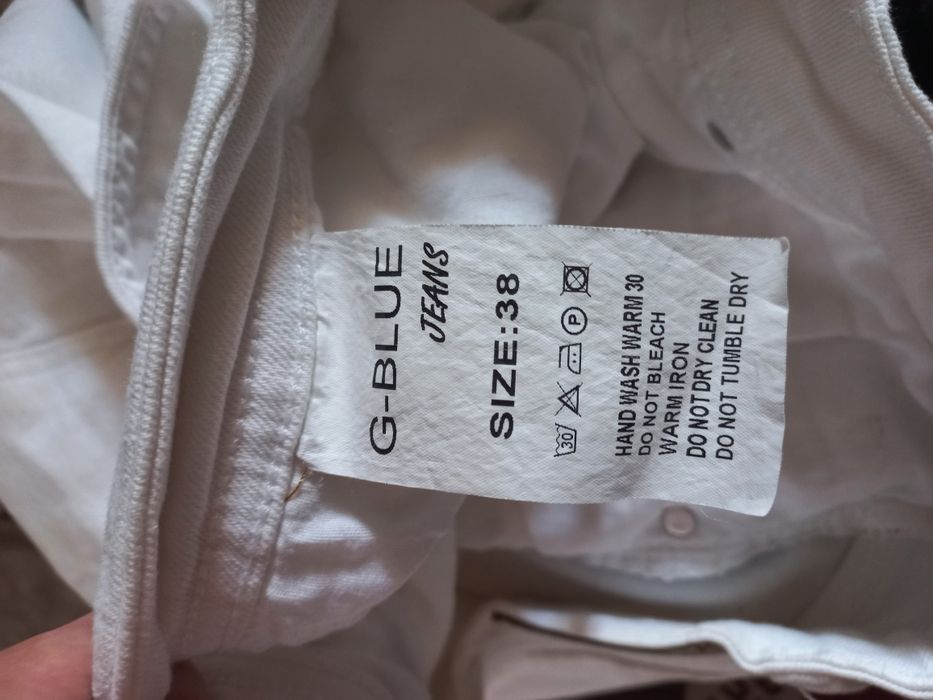 G-BLUE
JEANS
SIZE:38
30 P
HAND WASH WARM 30
DO NOT BLEACH
WARM IRON
DO NOT DRY CLEAN
DO NOT TUMBLE DRY